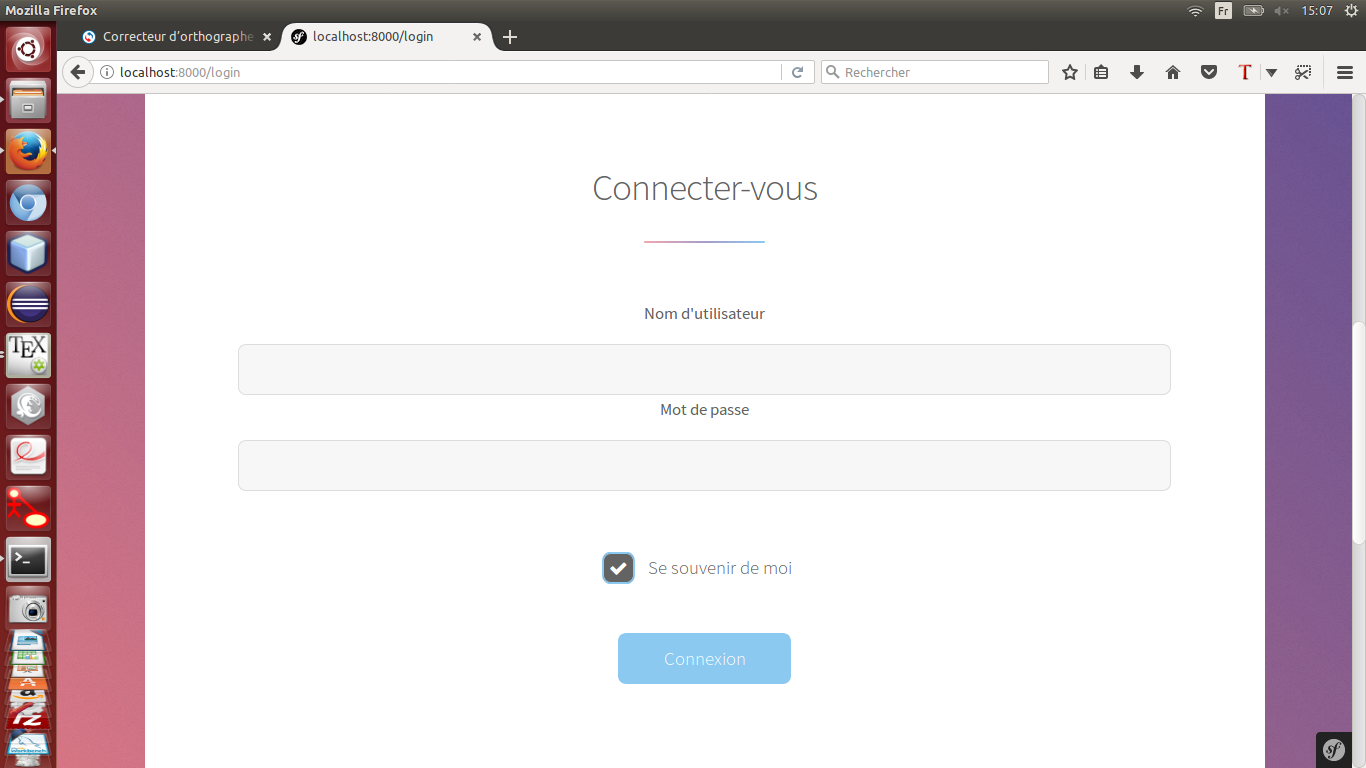 Mozilla Firefox
Fr
15:07
Correcteur d'orthographe
localhost:8000/login
localhost:8000/login
Rechercher
T
Connecter-vous
Nom d'utilisateur
Mot de passe
Se souvenir de moi
Connexion
TEX
>_
a
sf